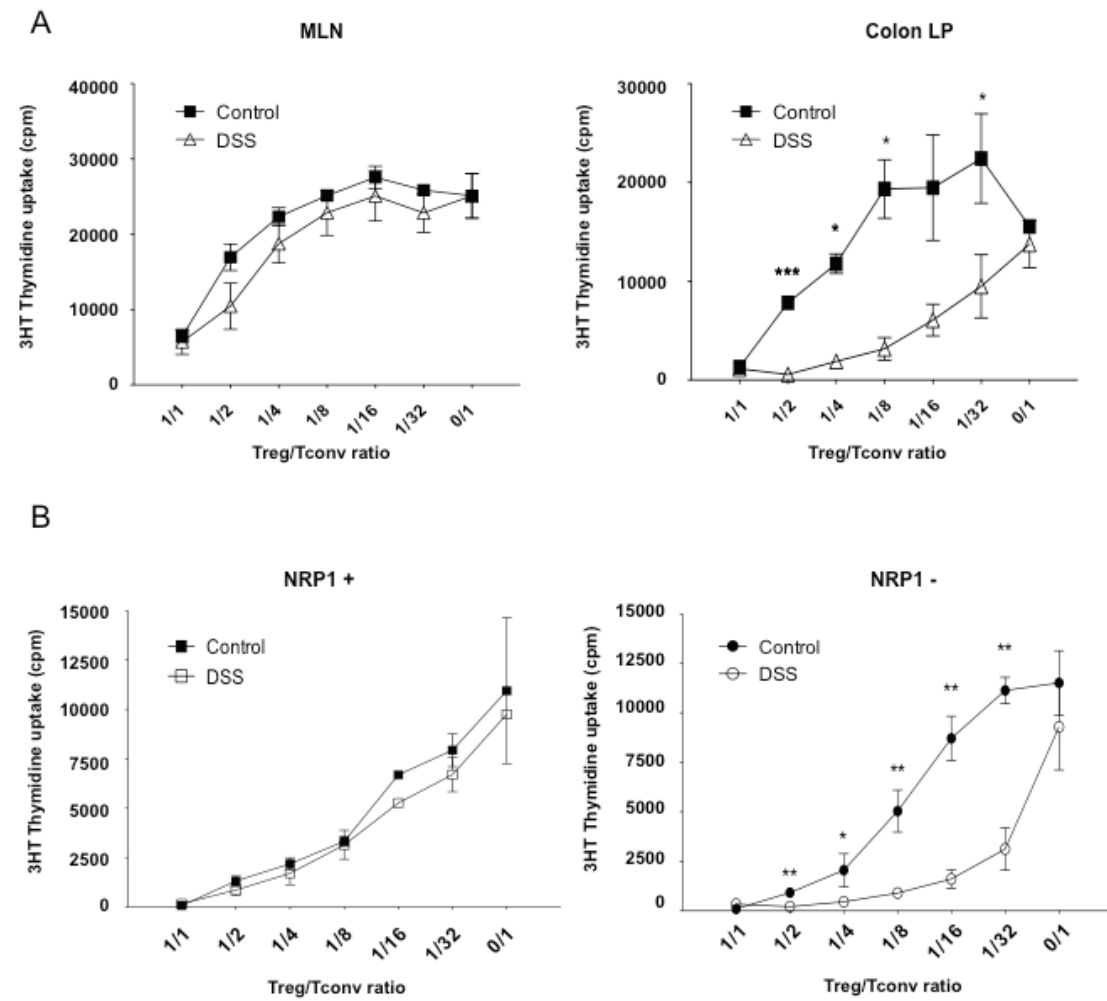 A
MLN
40000
30000
20000
10000
0
3HT Thymidine uptake (cpm)
Control
DSS
1/1
1/2
1/4
1/8
1/16
1/32
0/1
Treg/Tconv ratio
Colon LP
30000
20000
10000
0
3HT Thymidine uptake (cpm)
Control
DSS
***
*
*
*
1/1
1/2
1/4
1/8
1/16
1/32
0/1
Treg/Tconv ratio
B
NRP1 +
15000
12500
10000
7500
5000
2500
0
3HT Thymidine uptake (cpm)
Control
DSS
1/1
1/2
1/4
1/8
1/16
1/32
0/1
Treg/Tconv ratio
NRP1 -
15000
12500
10000
7500
5000
2500
0
3HT Thymidine uptake (cpm)
Control
DSS
**
*
**
**
**
1/1
1/2
1/4
1/8
1/16
1/32
0/1
Treg/Tconv ratio